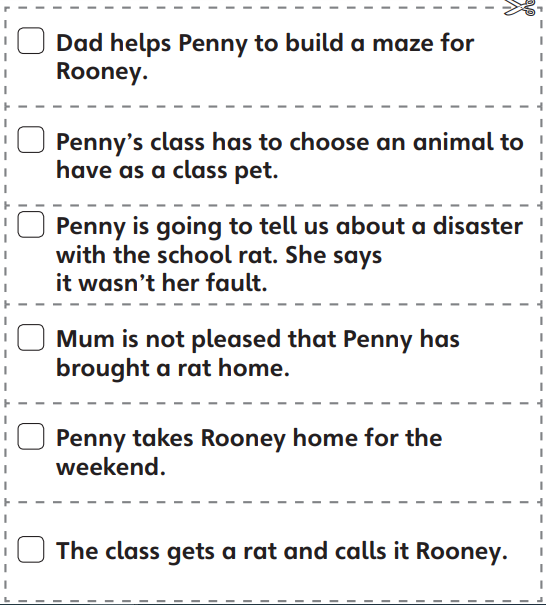 Dad helps Penny to build a maze for
Rooney.
Penny’s class has to choose an animal to
have as a class pet.
Penny is going to tell us about a disaster
with the school rat. She says
it wasn’t her fault.
Mum is not pleased that Penny has
brought a rat home.
Penny takes Rooney home for the
weekend.
The class gets a rat and calls it Rooney.